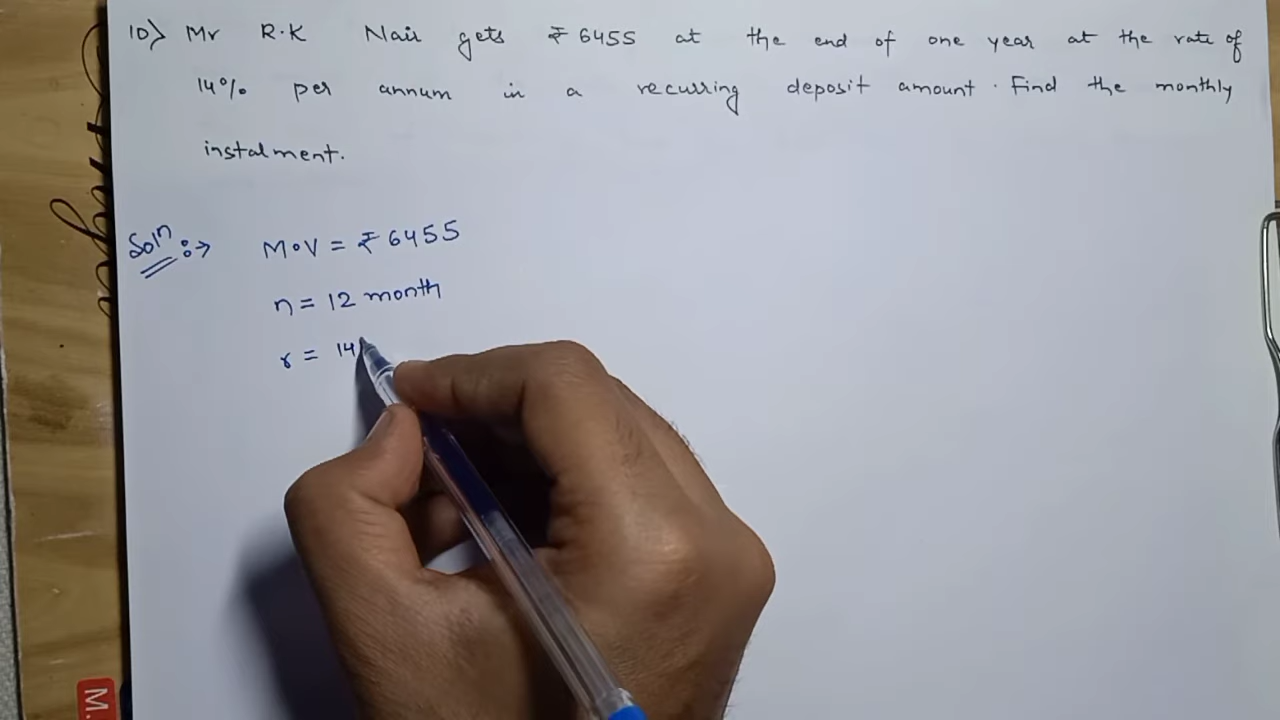 10> Mr R.K Nair gets ₹ 6455 at the end of one year at the rate of
14% per annum in a recurring deposit amount. Find the monthly
instalment.
Soln :→ M.V = ₹ 6455
n = 12 month
r = 14
M.